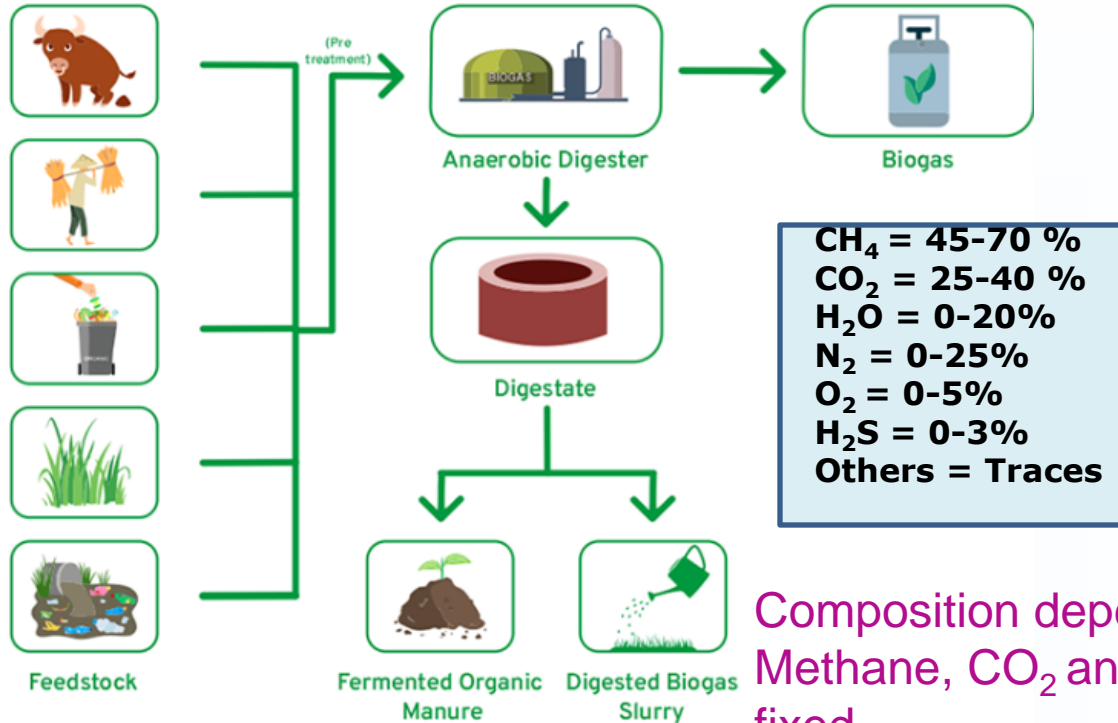 (Pre
treatment)
BIOGAS
Anaerobic Digester
Biogas
ORGANIC
CH₄ = 45-70 %
CO₂ = 25-40 %
H₂O = 0-20%
N₂ = 0-25%
O₂ = 0-5%
H₂S = 0-3%
Others = Traces
Digestate
Feedstock
Fermented Organic
Manure
Digested Biogas
Slurry
Composition depe
Methane, CO₂ an
fixed